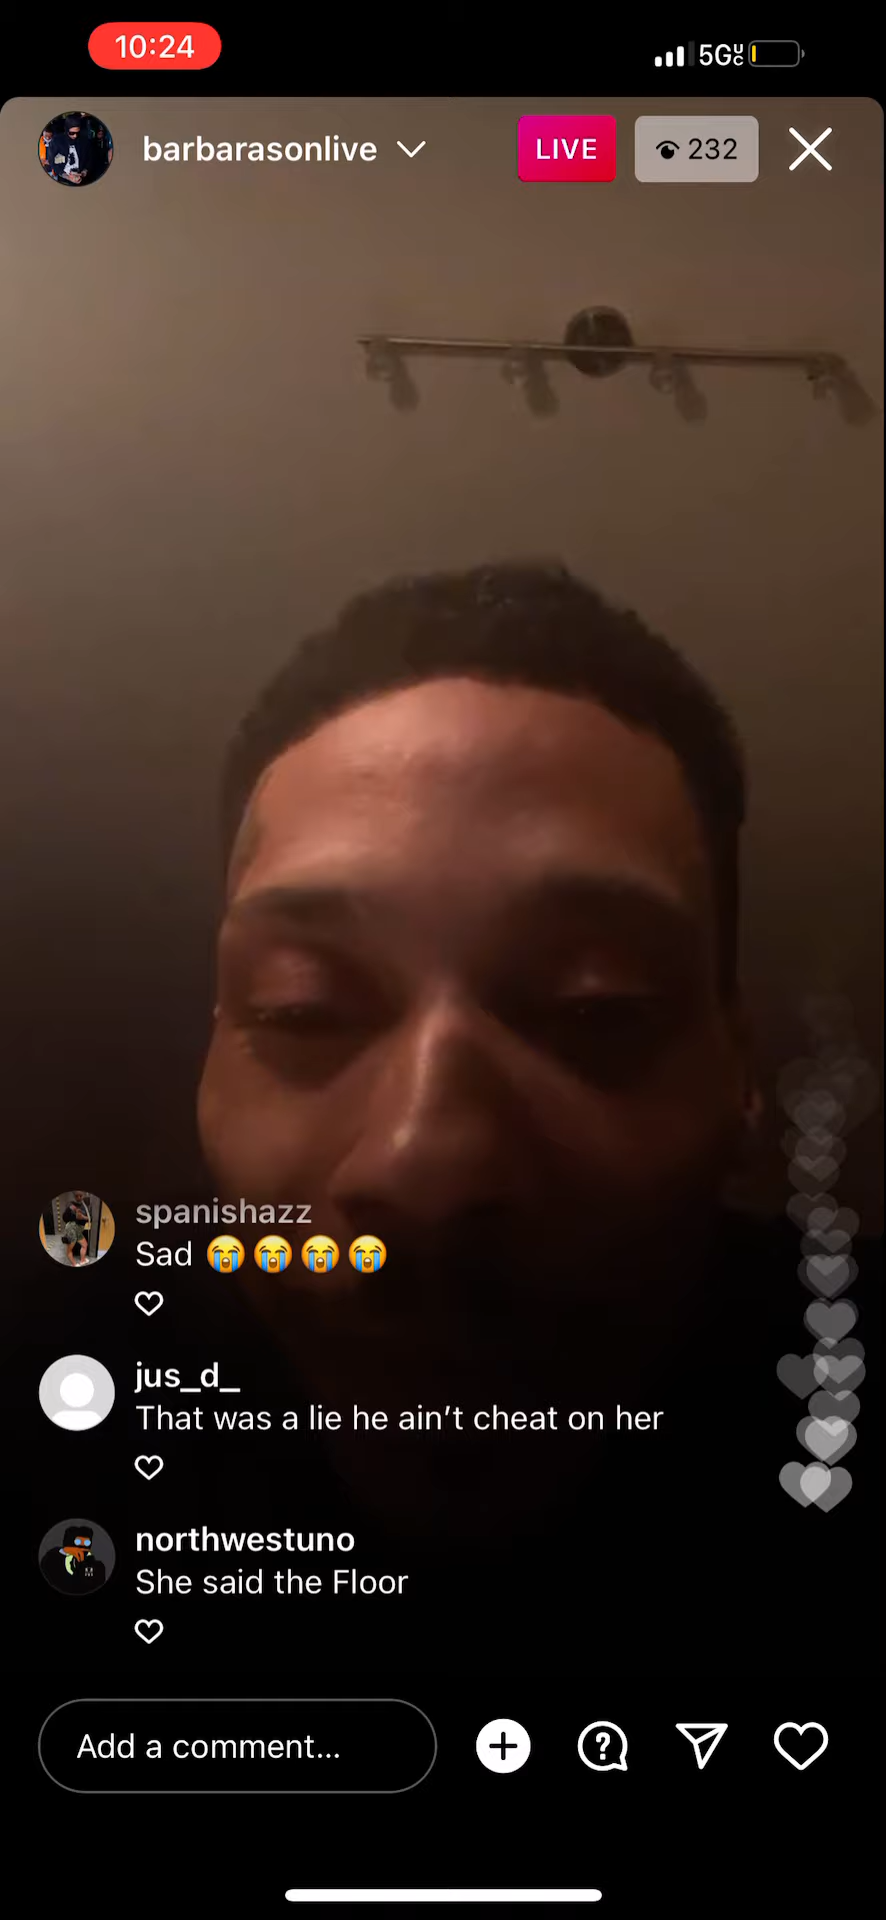 10:24
5GUC
barbarasonlive
LIVE
232
spanishazz
Sad 😭😭😭😭
jus_d_
That was a lie he ain’t cheat on her
northwestuno
She said the Floor
Add a comment...